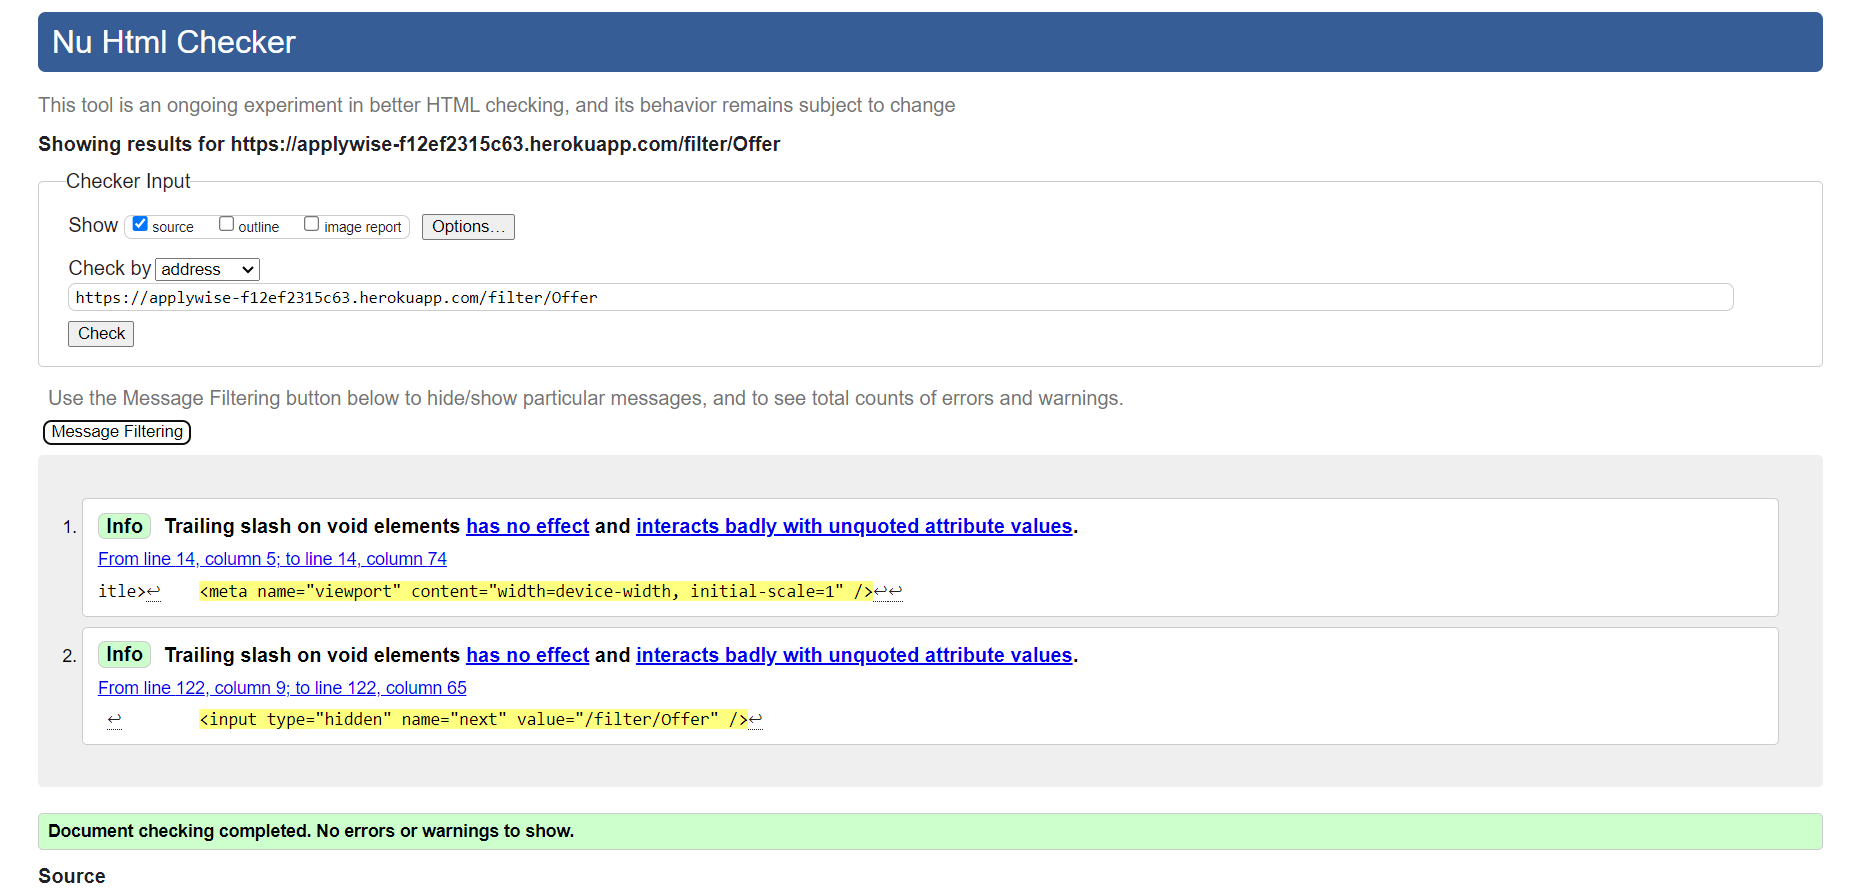 Nu Html Checker
This tool is an ongoing experiment in better HTML checking, and its behavior remains subject to change
Showing results for https://applywise-f12ef2315c63.herokuapp.com/filter/Offer
Checker Input
Show source outline image report Options…
Check by address
https://applywise-f12ef2315c63.herokuapp.com/filter/Offer
Check
Use the Message Filtering button below to hide/show particular messages, and to see total counts of errors and warnings.
Message Filtering
1. Info Trailing slash on void elements has no effect and interacts badly with unquoted attribute values.
From line 14, column 5; to line 14, column 74
itle>↩ <meta name="viewport" content="width=device-width, initial-scale=1" />↩↩
2. Info Trailing slash on void elements has no effect and interacts badly with unquoted attribute values.
From line 122, column 9; to line 122, column 65
↩ <input type="hidden" name="next" value="/filter/Offer" />↩
Document checking completed. No errors or warnings to show.
Source